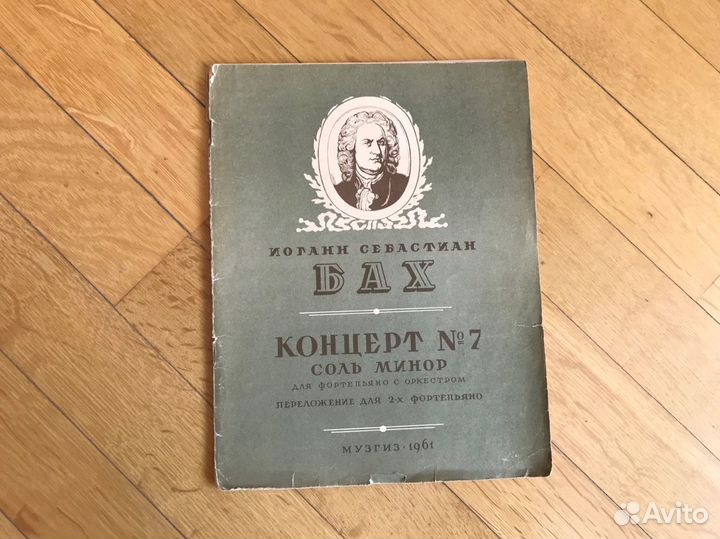 ИОГАНН СЕБАСТИАН
БАХ
КОНЦЕРТ №7
СОЛЬ МИНОР
ДЛЯ ФОРТЕПЬЯНО С ОРКЕСТРОМ
ПЕРЕЛОЖЕНИЕ ДЛЯ 2-Х ФОРТЕПЬЯНО
МУЗГИЗ · 1961
Avito